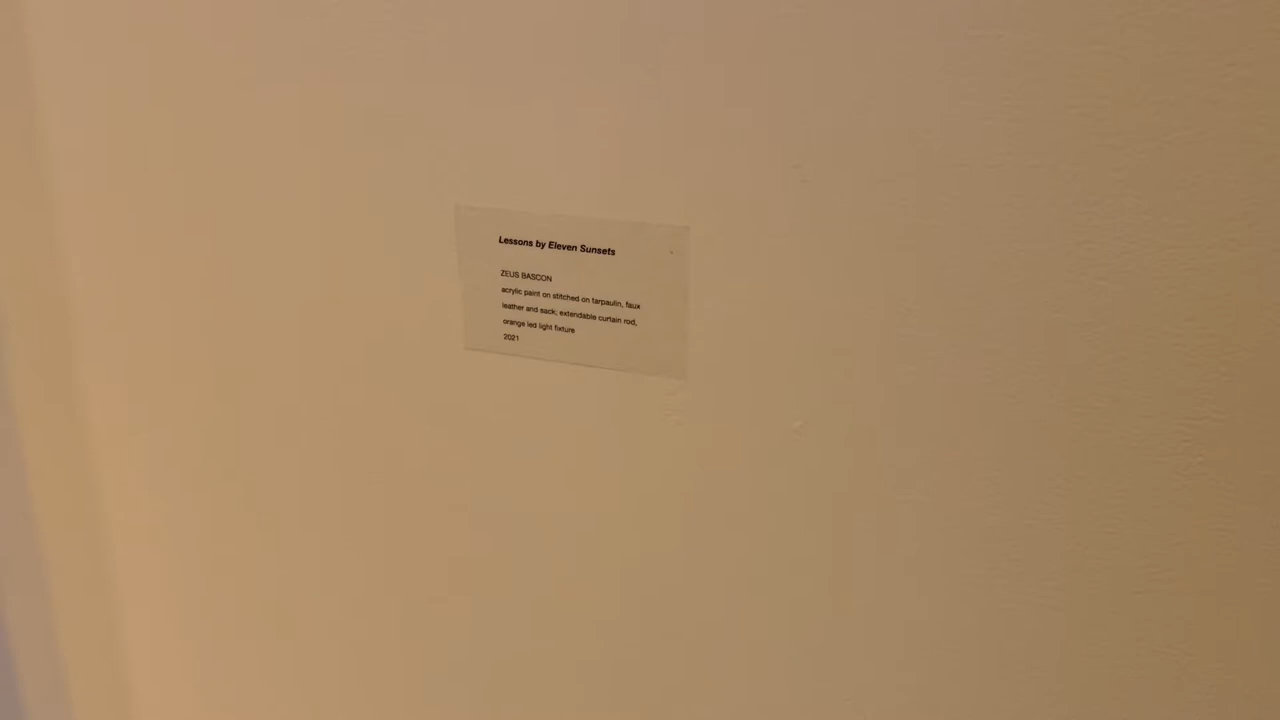 Lessons by Eleven Sunsets
ZEUS BASCON
acrylic paint on stitched on tarpaulin, faux
leather and sack; extendable curtain rod,
orange led light fixture
2021